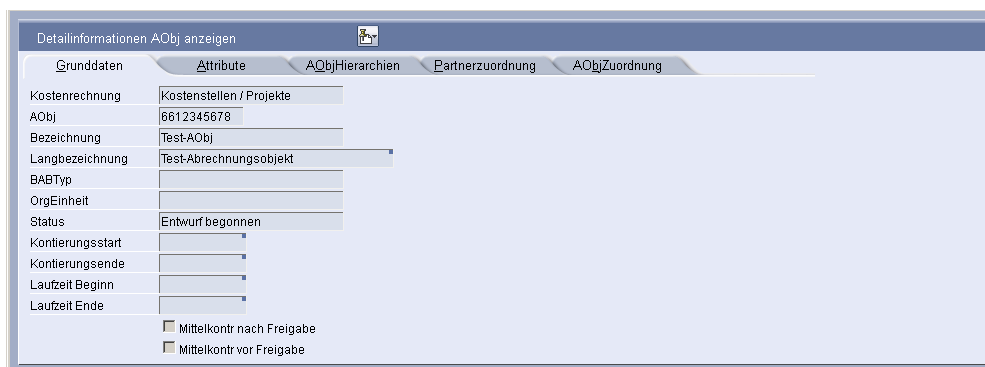 Detailinformationen AObj anzeigen
Grunddaten Attribute AObjHierarchien Partnerzuordnung AObjZuordnung
Kostenrechnung Kostenstellen / Projekte
AObj 6612345678
Bezeichnung Test-AObj
Langbezeichnung Test-Abrechnungsobjekt
BABTyp
OrgEinheit
Status Entwurf begonnen
Kontierungsstart
Kontierungsende
Laufzeit Beginn
Laufzeit Ende
Mittelkontr nach Freigabe
Mittelkontr vor Freigabe